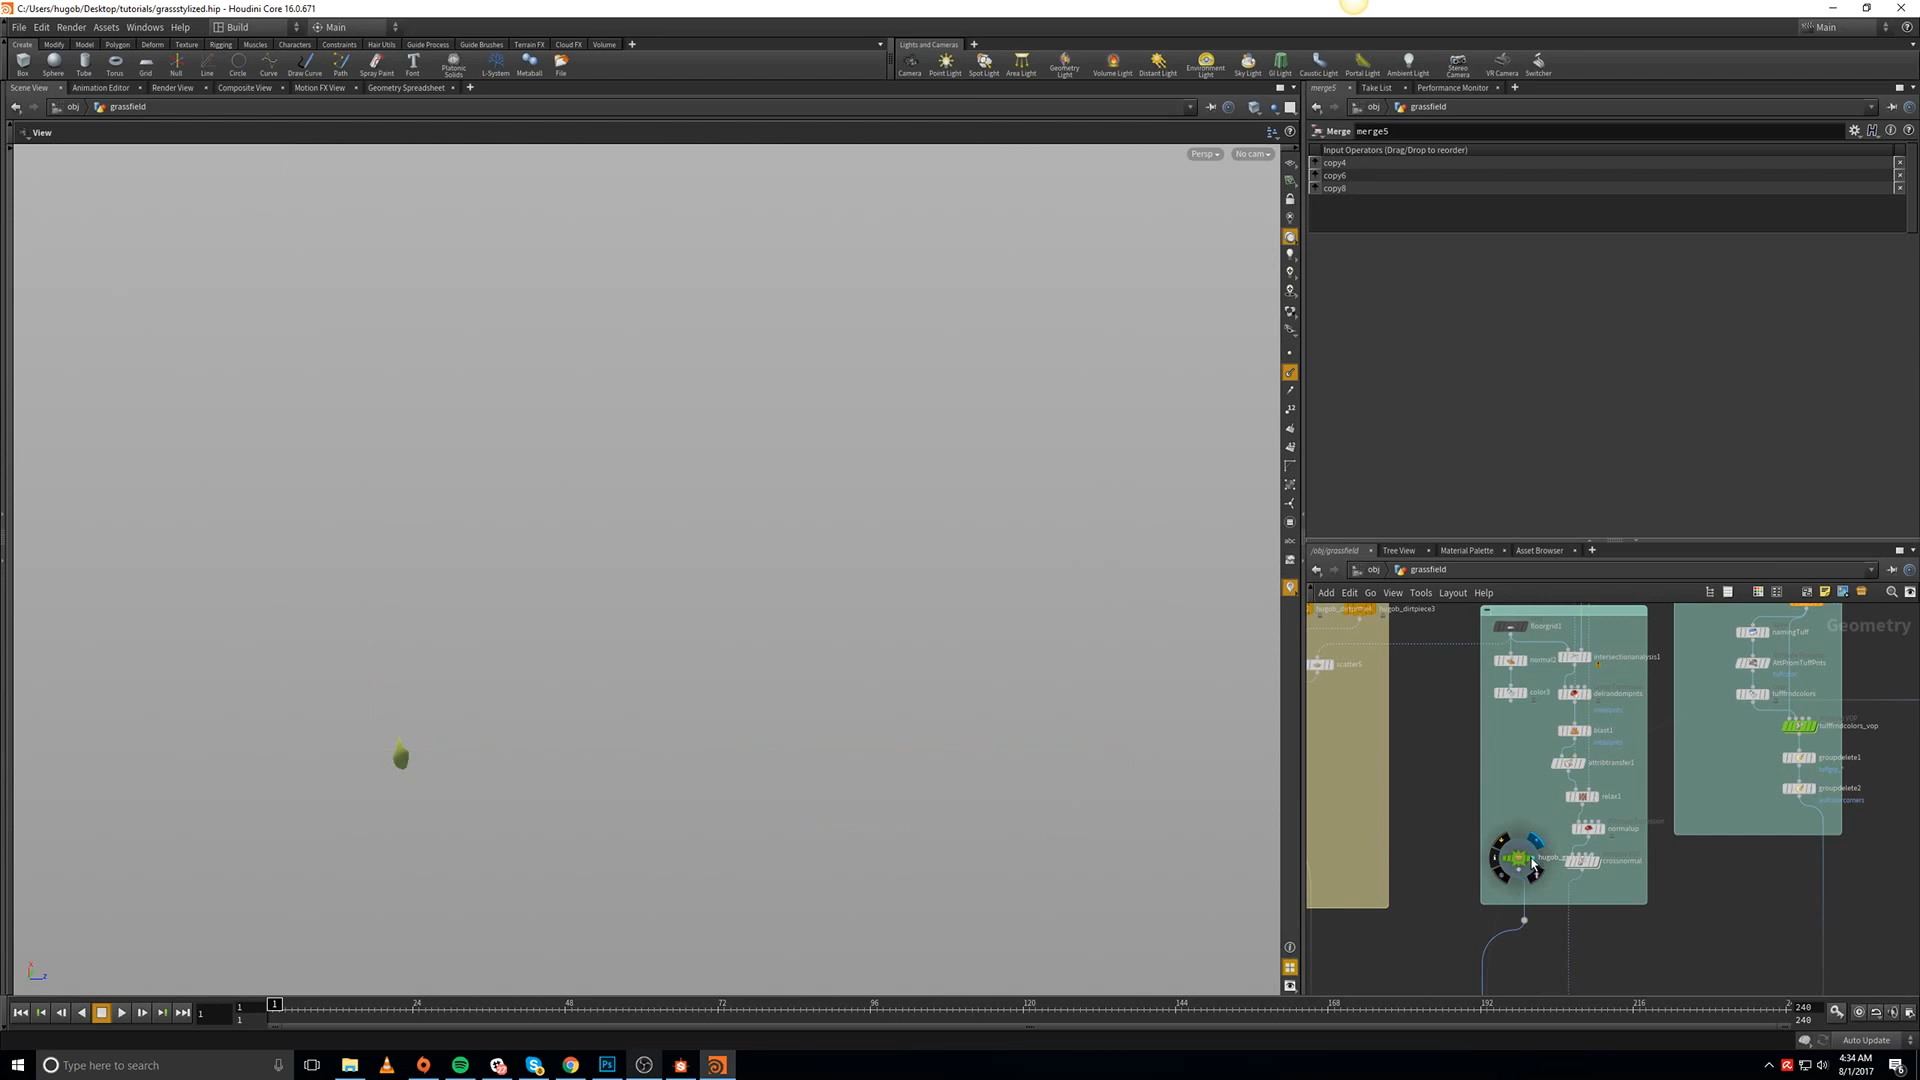 C:/Users/hugob/Desktop/tutorials/grassstylized.hip - Houdini Core 16.0.671
File Edit Render Assets Windows Help Build Main Main
Create Modify Model Polygon Deform Texture Rigging Muscles Characters Constraints Hair Utils Guide Process Guide Brushes Terrain FX Cloud FX Volume
Lights and Cameras
Box Sphere Tube Torus Grid Null Line Circle Curve Draw Curve Path Spray Paint Font Platonic Solids L-System Metaball File
Camera Point Light Spot Light Area Light Geometry Light Volume Light Distant Light Environment Light Sky Light GI Light Caustic Light Portal Light Ambient Light Stereo Camera VR Camera Switcher
Scene View Animation Editor Render View Composite View Motion FX View Geometry Spreadsheet
merge5 Take List Performance Monitor
obj grassfield
obj grassfield
View
Merge merge5
Persp No cam
Input Operators (Drag/Drop to reorder)
copy4
copy6
copy8
/obj/grassfield Tree View Material Palette Asset Browser
obj grassfield
Add Edit Go View Tools Layout Help
hugob_dirtpiece3
Geometry
floorgrid1
namingTuff
scatter5
normal2
intersectionanalysis1
AttPromTuffPnts
color3
delrandompnts
tuffrndcolors
tuffrndcolors_vop
blast1
groupdelete1
attribtransfer1
groupdelete2
relax1
normalup
crossnormal
abc
12
z
1 1 1 24 48 72 96 120 144 168 192 216 240
1 240
Auto Update
Type here to search
4:34 AM
8/1/2017